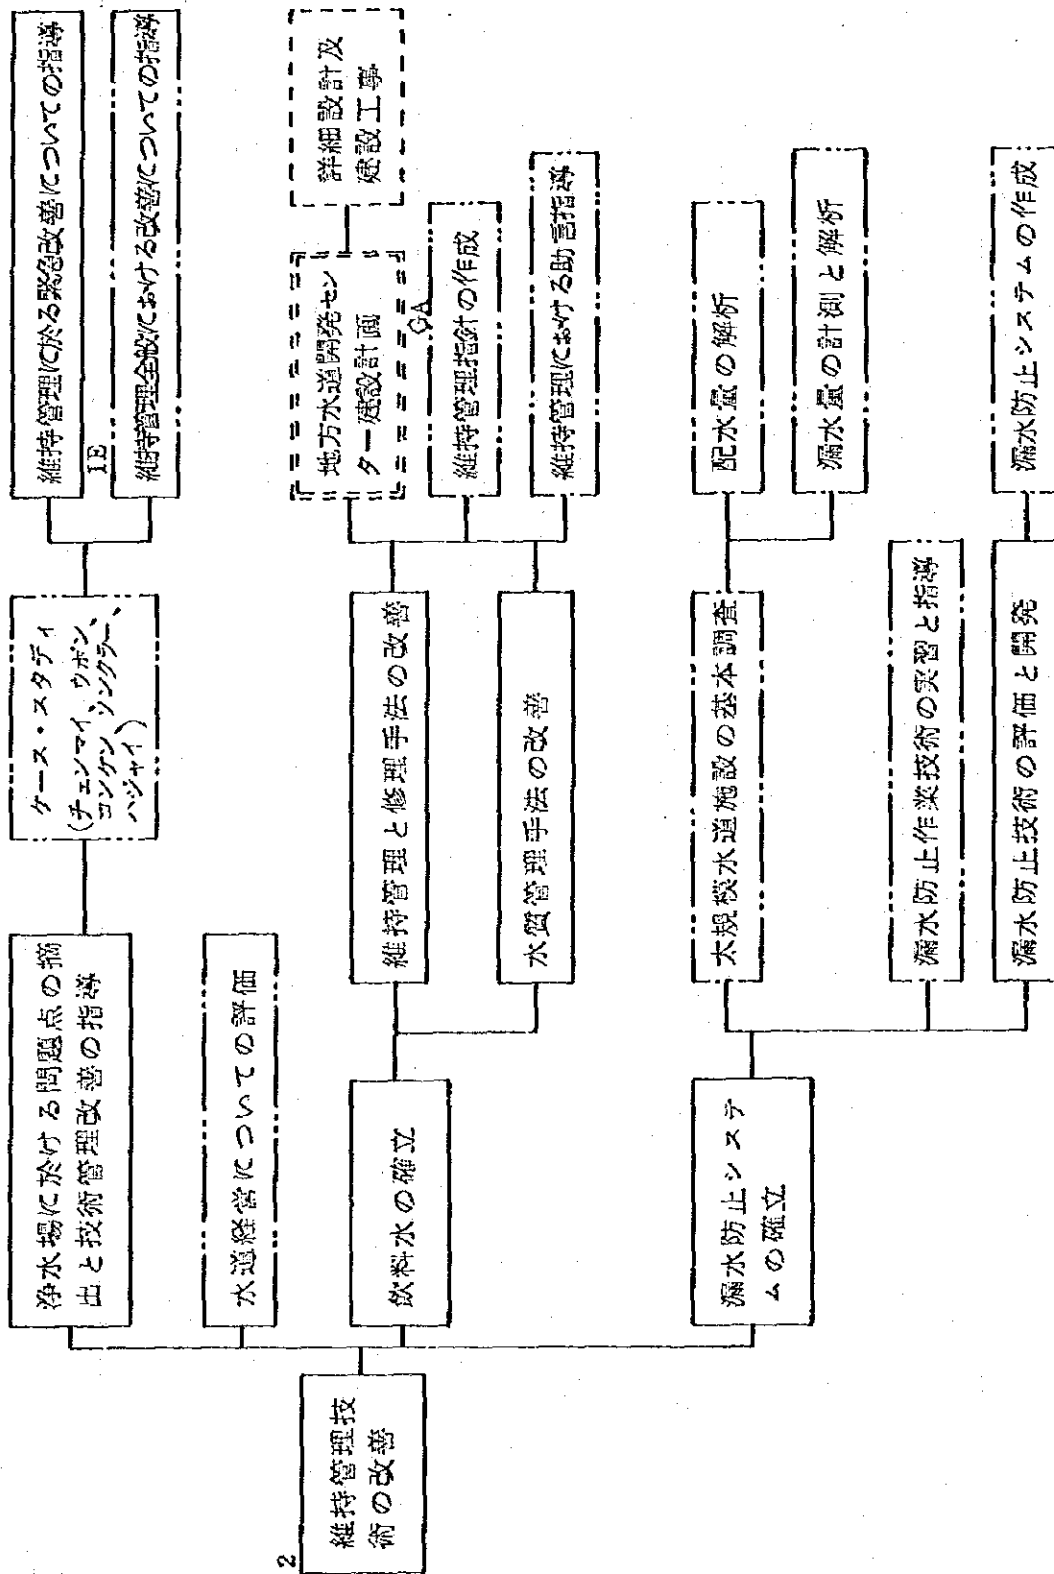 2
維持管理技
術の改善
浄水場に於ける問題点の摘
出と技術管理改善の指導
ケース・スタディ
(チェンマイ、ウボン、
コンケン、シンクラー、
ハジャイ)
維持管理に於る緊急改善についての指導
IE
維持管理全般における改善についての指導
水道経営についての評価
飲料水の確立
維持管理と修理手法の改善
地方水道開発セン
ター建設計画
詳細設計及
建設工事
GA
維持管理指針の作成
維持管理における助言指導
水質管理手法の改善
漏水防止システ
ムの確立
大規模水道施設の基本調査
配水量の解析
漏水量の計測と解析
漏水防止作業技術の実習と指導
漏水防止技術の評価と開発
漏水防止システムの作成